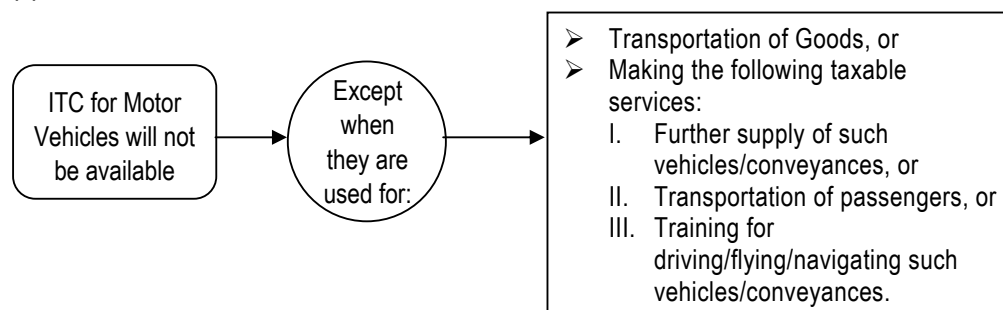 ITC for Motor
Vehicles will not
be available
Except
when
they are
used for:
➢ Transportation of Goods, or
➢ Making the following taxable
services:
I. Further supply of such
vehicles/conveyances, or
II. Transportation of passengers, or
III. Training for
driving/flying/navigating such
vehicles/conveyances.